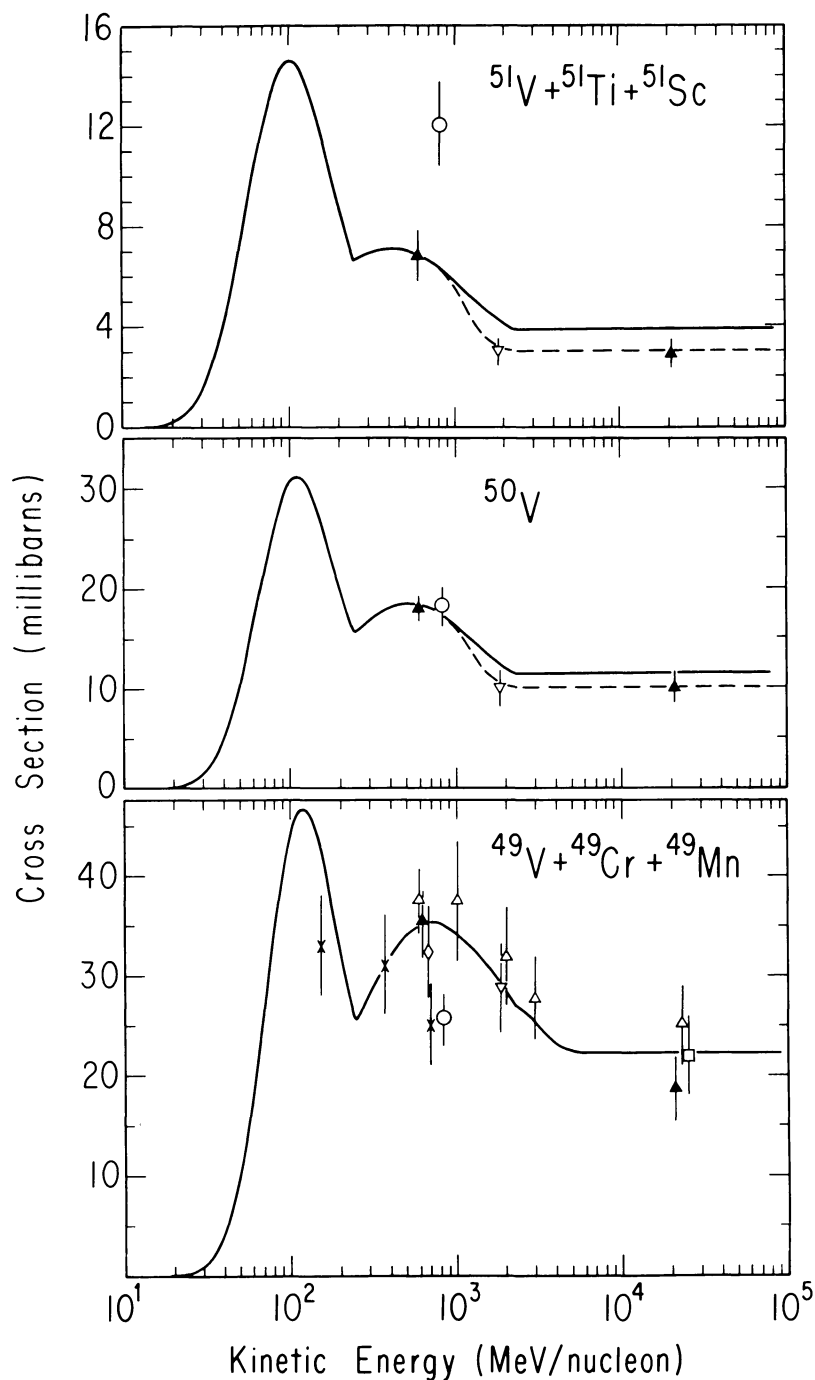 16
12
8
4
0
⁵¹V+⁵¹Ti+⁵¹Sc
30
20
10
0
⁵⁰V
40
30
20
10
⁴⁹V+⁴⁹Cr+⁴⁹Mn
Cross Section (millibarns)
10¹ 10² 10³ 10⁴ 10⁵
Kinetic Energy (MeV/nucleon)